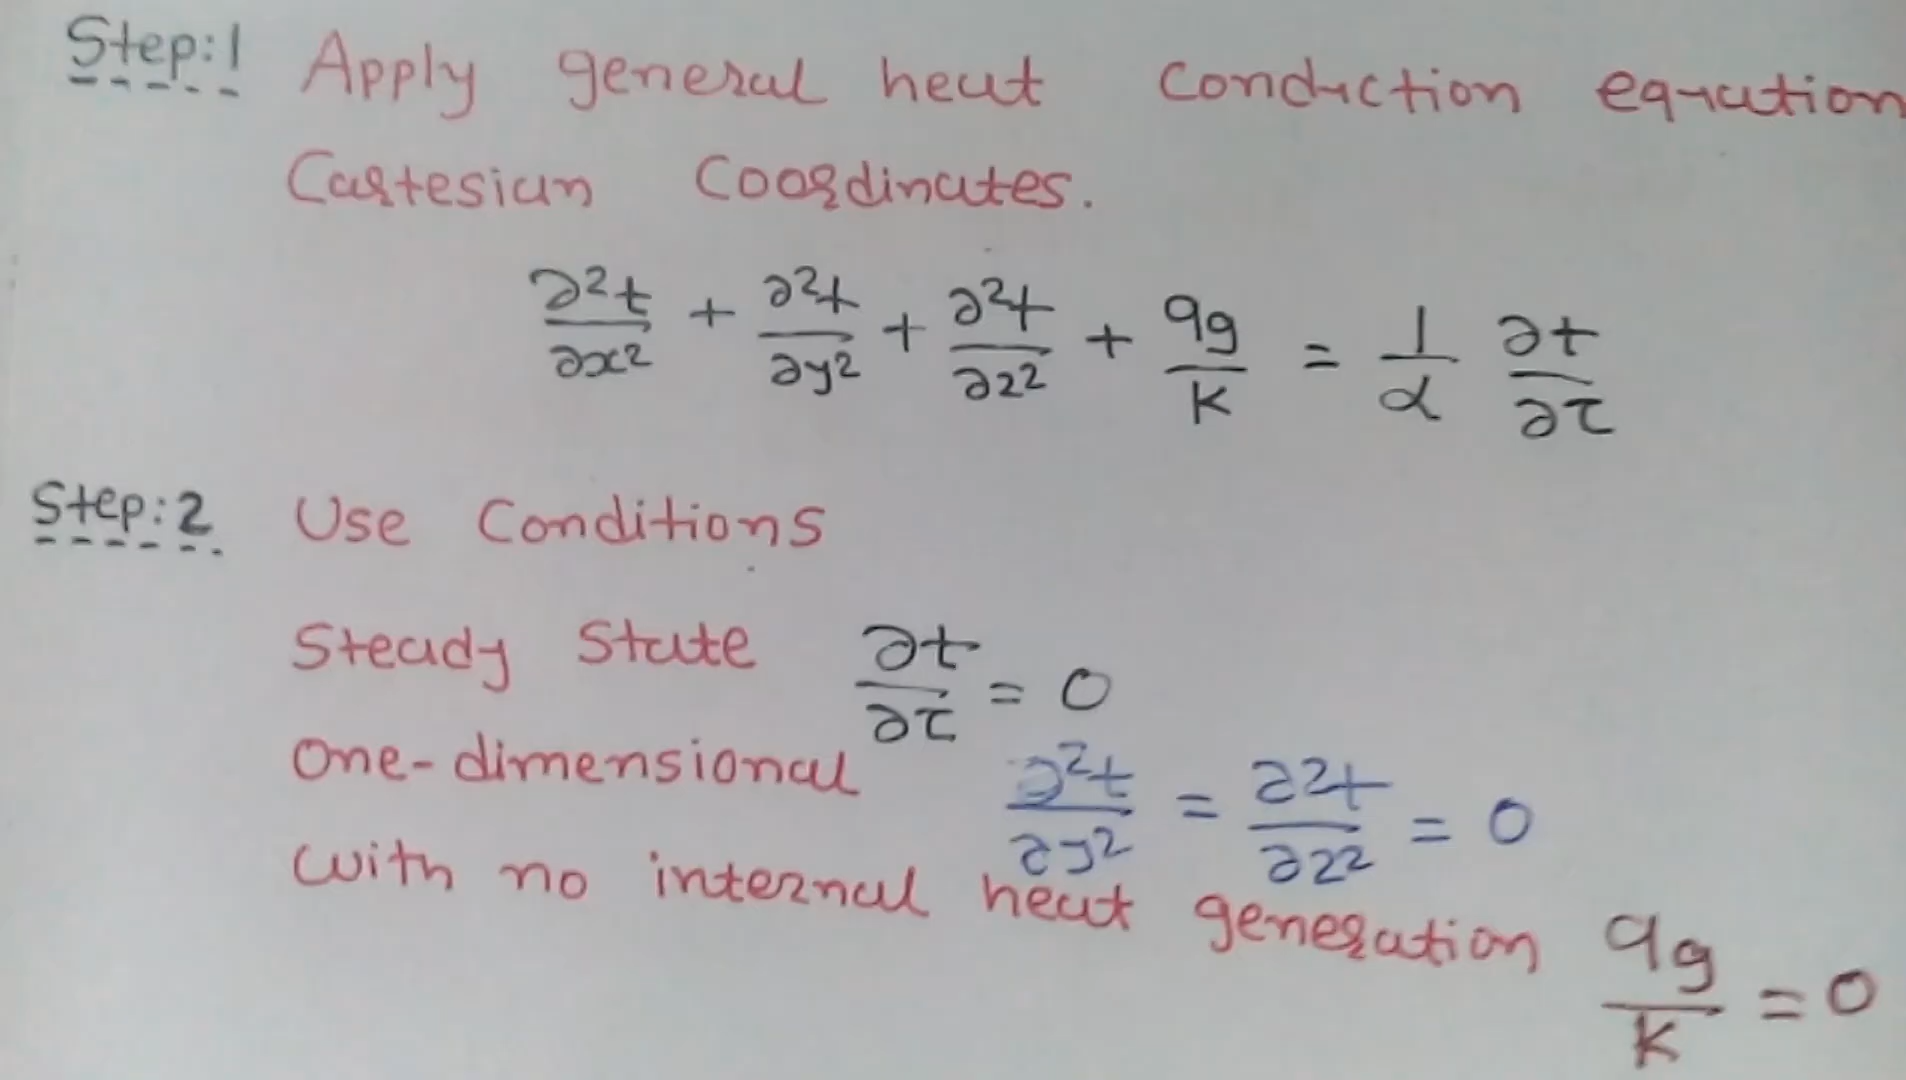 Step:1 Apply general heat conduction equation
Cartesian Coordinates.
∂²t/∂x² + ∂²t/∂y² + ∂²t/∂z² + qg/k = 1/α ∂t/∂τ
Step:2 Use Conditions
Steady State ∂t/∂τ = 0
One-dimensional ∂²t/∂y² = ∂²t/∂z² = 0
With no internal heat generation qg/k = 0